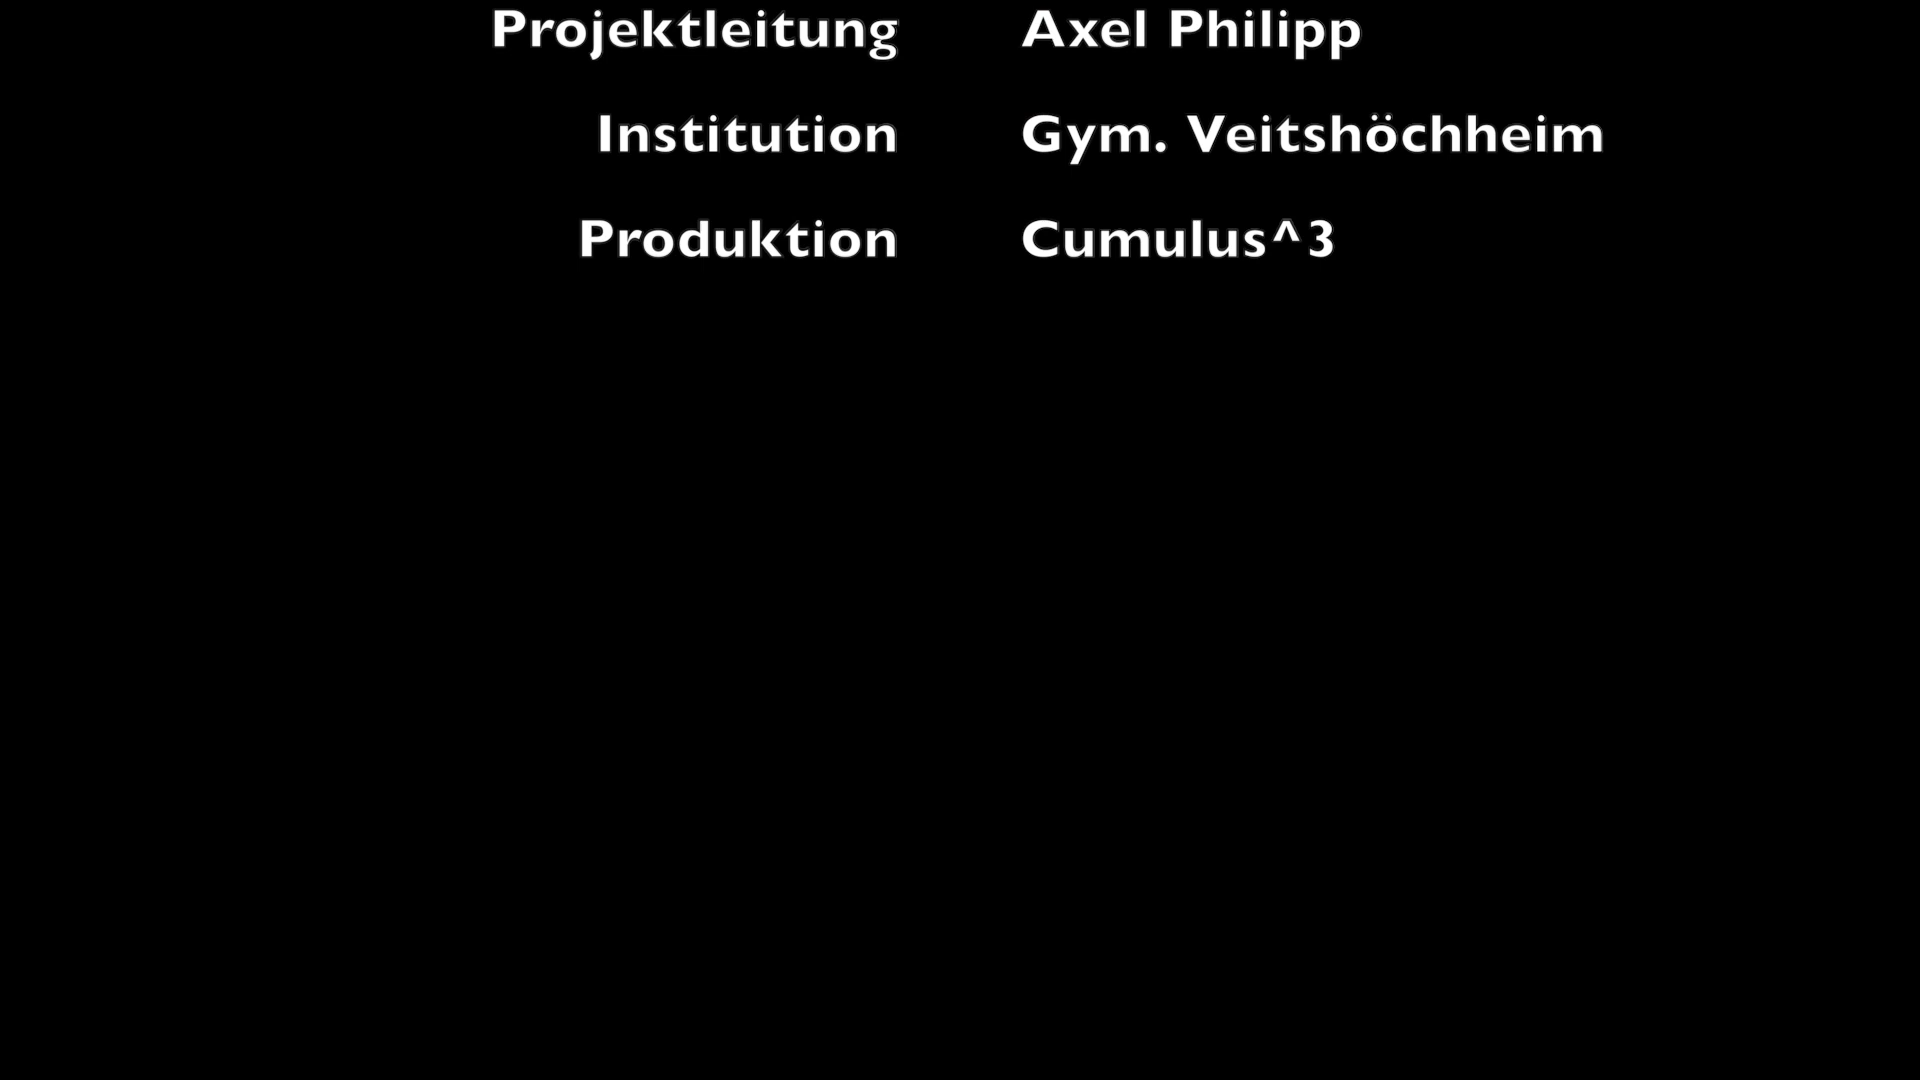 Projektleitung Axel Philipp
Institution Gym. Veitshöchheim
Produktion Cumulus^3